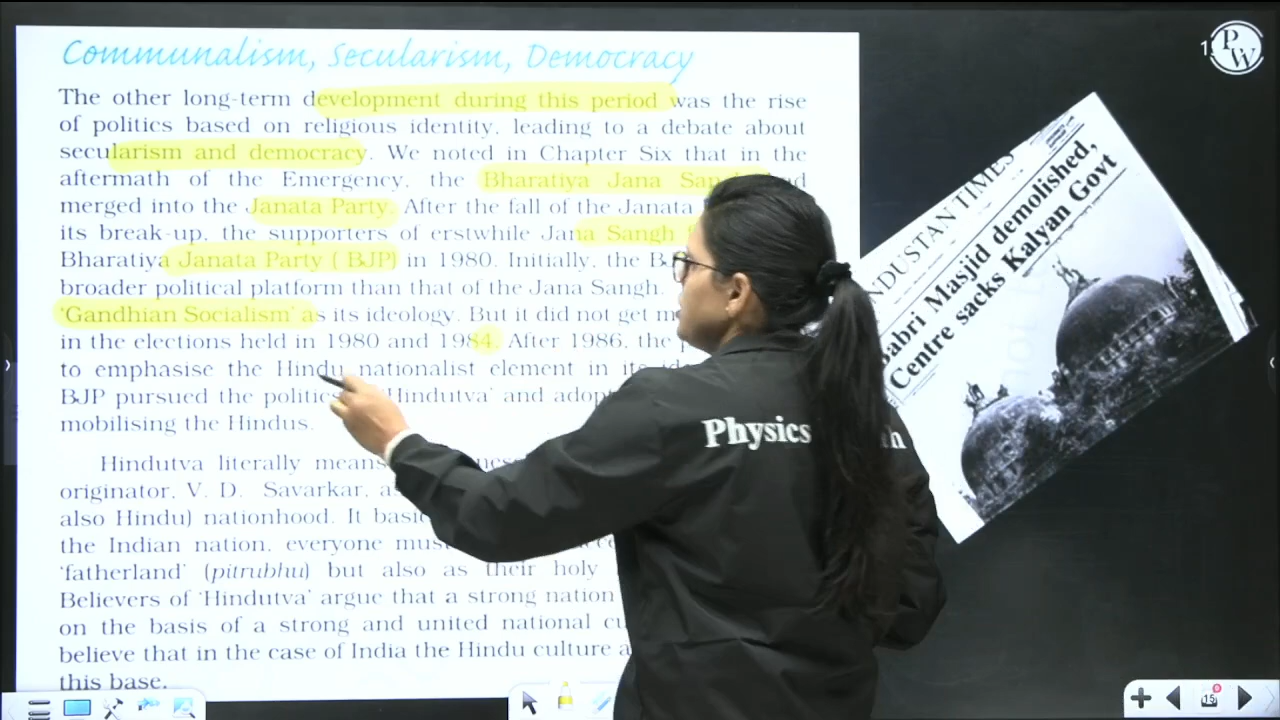 Communalism, Secularism, Democracy
The other long-term development during this period was the rise
of politics based on religious identity, leading to a debate about
secularism and democracy. We noted in Chapter Six that in the
aftermath of the Emergency, the Bharatiya Jana
merged into the Janata Party. After the fall of the Janata
its break-up, the supporters of erstwhile Jana Sangh
Bharatiya Janata Party ( BJP) in 1980. Initially, the
broader political platform than that of the Jana Sangh.
‘Gandhian Socialism’ as its ideology. But it did not get
in the elections held in 1980 and 1984. After 1986, the
to emphasise the Hindu nationalist element in its
BJP pursued the politics ‘Hindutva’ and
mobilising the Hindus.
Hindutva literally means
originator, V. D. Savarkar,
also Hindu) nationhood. It
the Indian nation, everyone must
‘fatherland’ (pitrubhu) but also as their holy
Believers of ‘Hindutva’ argue that a strong nation
on the basis of a strong and united national
believe that in the case of India the Hindu culture
this base.
PW
HINDUSTAN TIMES
Babri Masjid demolished,
Centre sacks Kalyan Govt
Physics
15